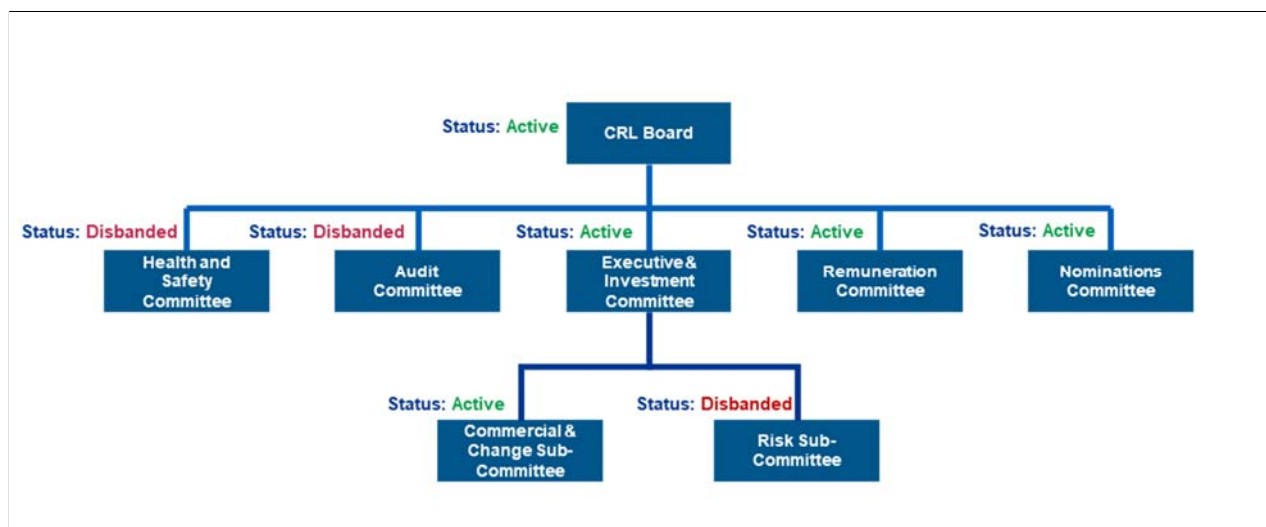 Status: Active
CRL Board
Status: Disbanded
Health and
Safety
Committee
Status: Disbanded
Audit
Committee
Status: Active
Executive &
Investment
Committee
Status: Active
Remuneration
Committee
Status: Active
Nominations
Committee
Status: Active
Commercial &
Change Sub-
Committee
Status: Disbanded
Risk Sub-
Committee